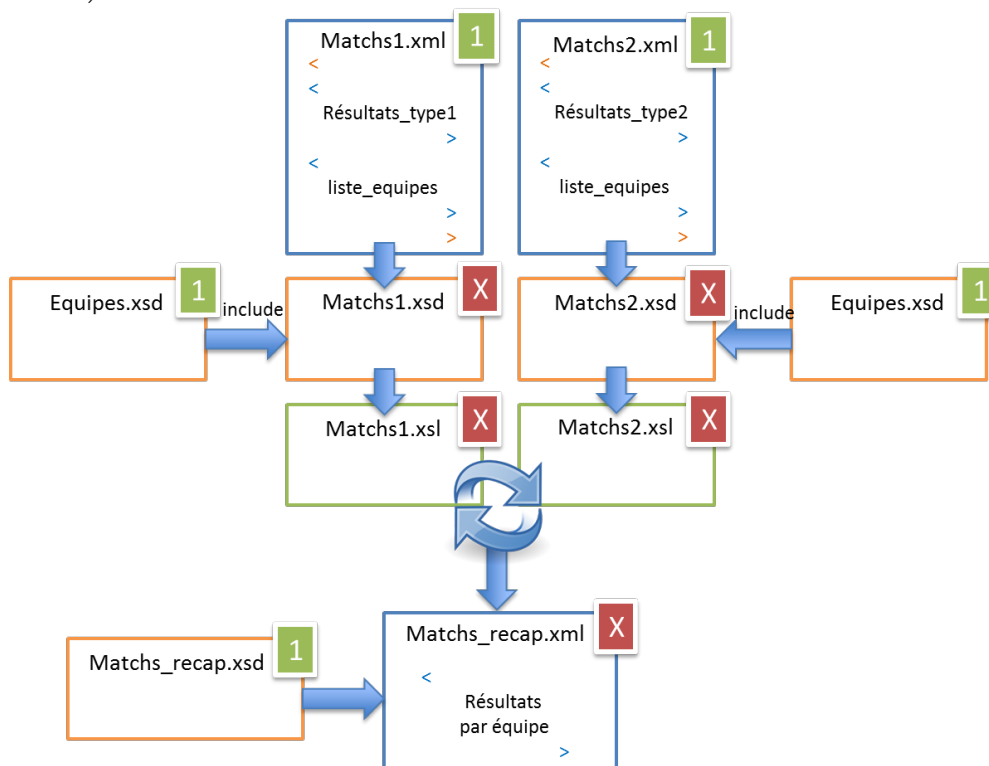 Matchs1.xml
1
<
<
Résultats_type1
>
<
liste_equipes
>
>
Matchs2.xml
1
<
<
Résultats_type2
>
<
liste_equipes
>
>
Equipes.xsd
1
include
Matchs1.xsd
X
Matchs2.xsd
X
include
Equipes.xsd
1
Matchs1.xsl
X
Matchs2.xsl
X
Matchs_recap.xsd
1
Matchs_recap.xml
X
<
Résultats
par équipe
>